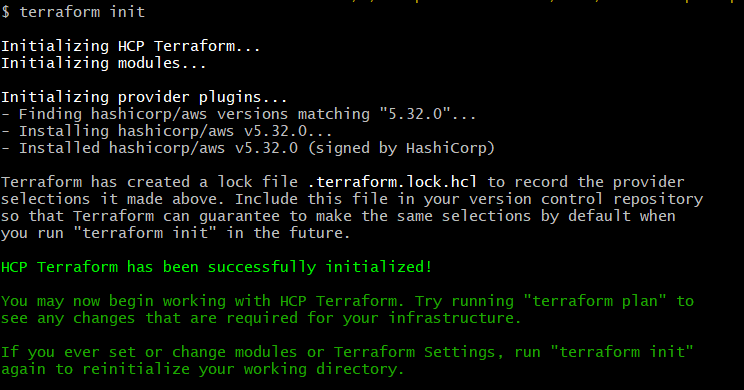 $ terraform init
Initializing HCP Terraform...
Initializing modules...
Initializing provider plugins...
- Finding hashicorp/aws versions matching "5.32.0"...
- Installing hashicorp/aws v5.32.0...
- Installed hashicorp/aws v5.32.0 (signed by HashiCorp)
Terraform has created a lock file .terraform.lock.hcl to record the provider
selections it made above. Include this file in your version control repository
so that Terraform can guarantee to make the same selections by default when
you run "terraform init" in the future.
HCP Terraform has been successfully initialized!
You may now begin working with HCP Terraform. Try running "terraform plan" to
see any changes that are required for your infrastructure.
If you ever set or change modules or Terraform Settings, run "terraform init"
again to reinitialize your working directory.